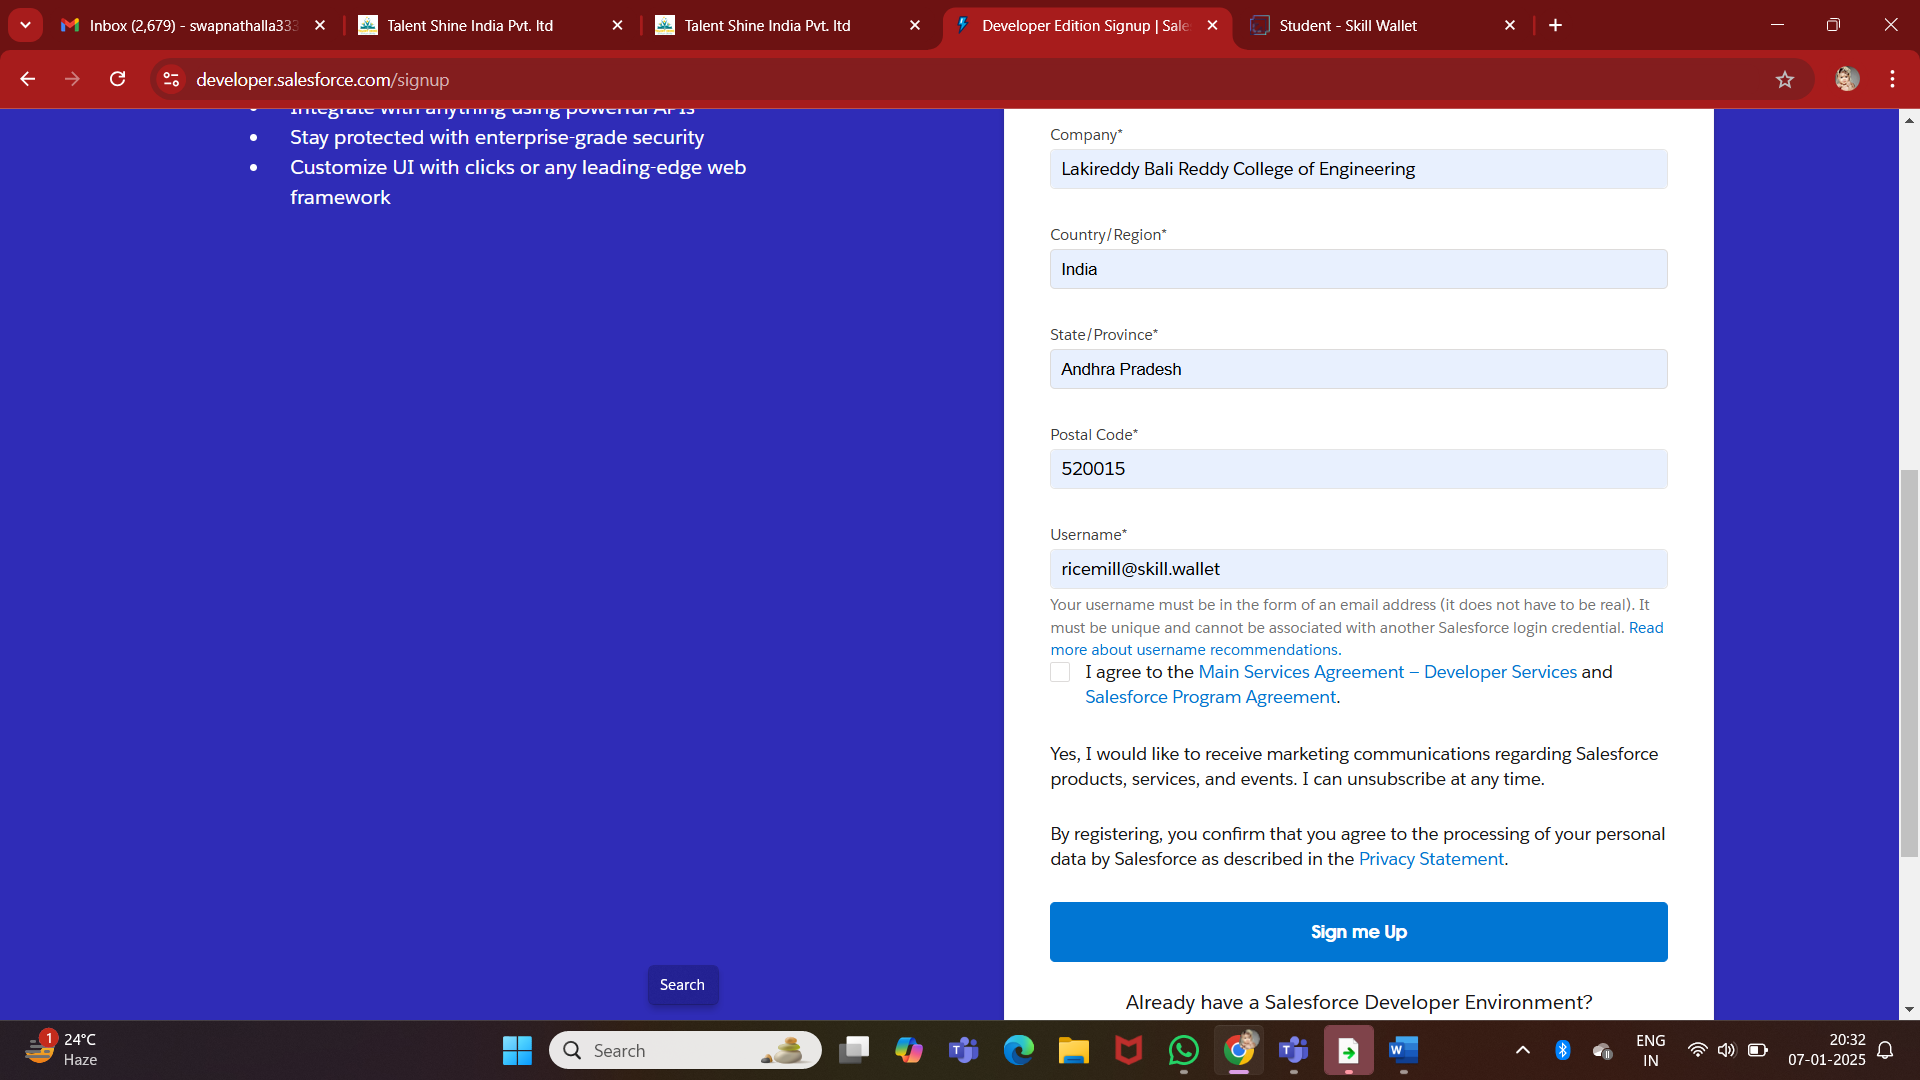 Inbox (2,679) - swapnathalla333
Talent Shine India Pvt. ltd
Talent Shine India Pvt. ltd
Developer Edition Signup | Sale
Student - Skill Wallet
developer.salesforce.com/signup
Integrate with anything using powerful APIs
Stay protected with enterprise-grade security
Customize UI with clicks or any leading-edge web
framework
Company*
Lakireddy Bali Reddy College of Engineering
Country/Region*
India
State/Province*
Andhra Pradesh
Postal Code*
520015
Username*
ricemill@skill.wallet
Your username must be in the form of an email address (it does not have to be real). It
must be unique and cannot be associated with another Salesforce login credential. Read
more about username recommendations.
I agree to the Main Services Agreement – Developer Services and
Salesforce Program Agreement.
Yes, I would like to receive marketing communications regarding Salesforce
products, services, and events. I can unsubscribe at any time.
By registering, you confirm that you agree to the processing of your personal
data by Salesforce as described in the Privacy Statement.
Sign me Up
Already have a Salesforce Developer Environment?
Search
1
24°C
Haze
Search
ENG
IN
20:32
07-01-2025